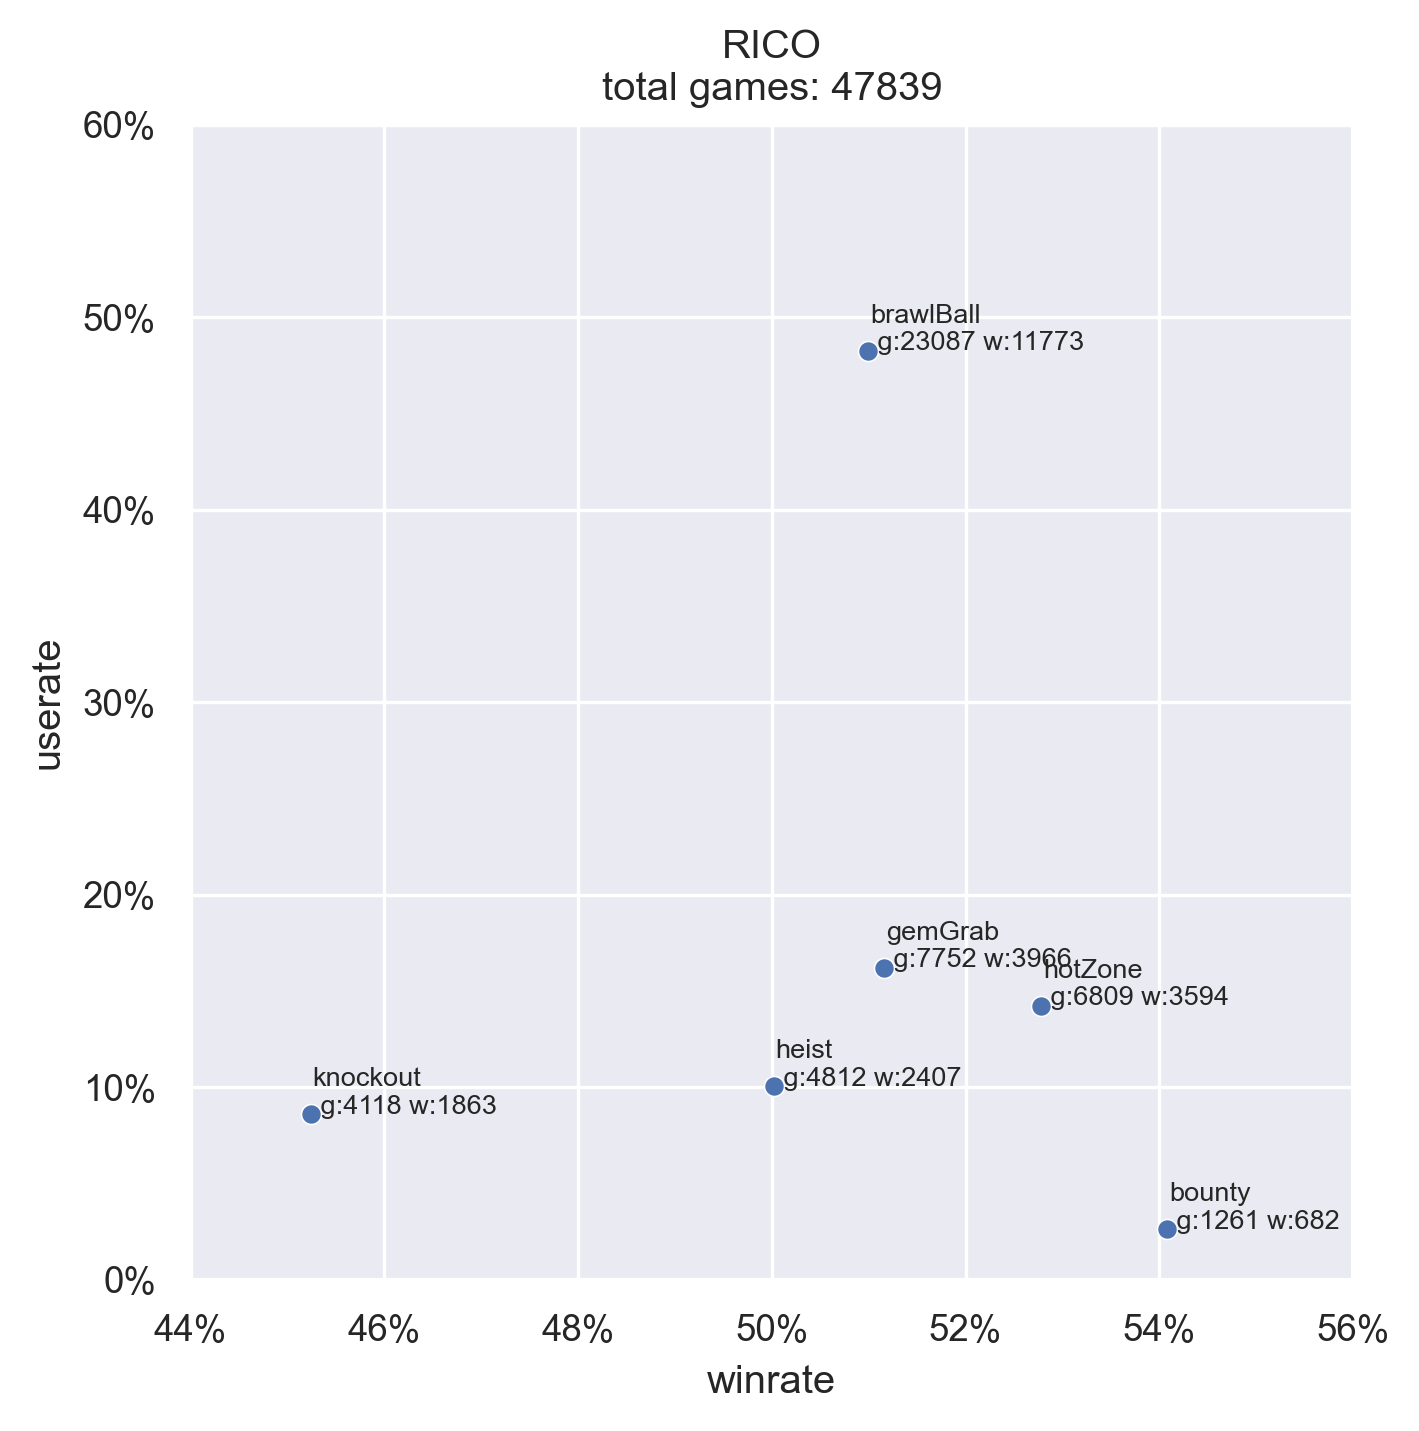 RICO
total games: 47839
60%
50%
40%
30%
20%
10%
0%
userate
brawlBall
g:23087 w:11773
gemGrab
g:7752 w:3966
hotZone
g:6809 w:3594
heist
g:4812 w:2407
knockout
g:4118 w:1863
bounty
g:1261 w:682
44% 46% 48% 50% 52% 54% 56%
winrate